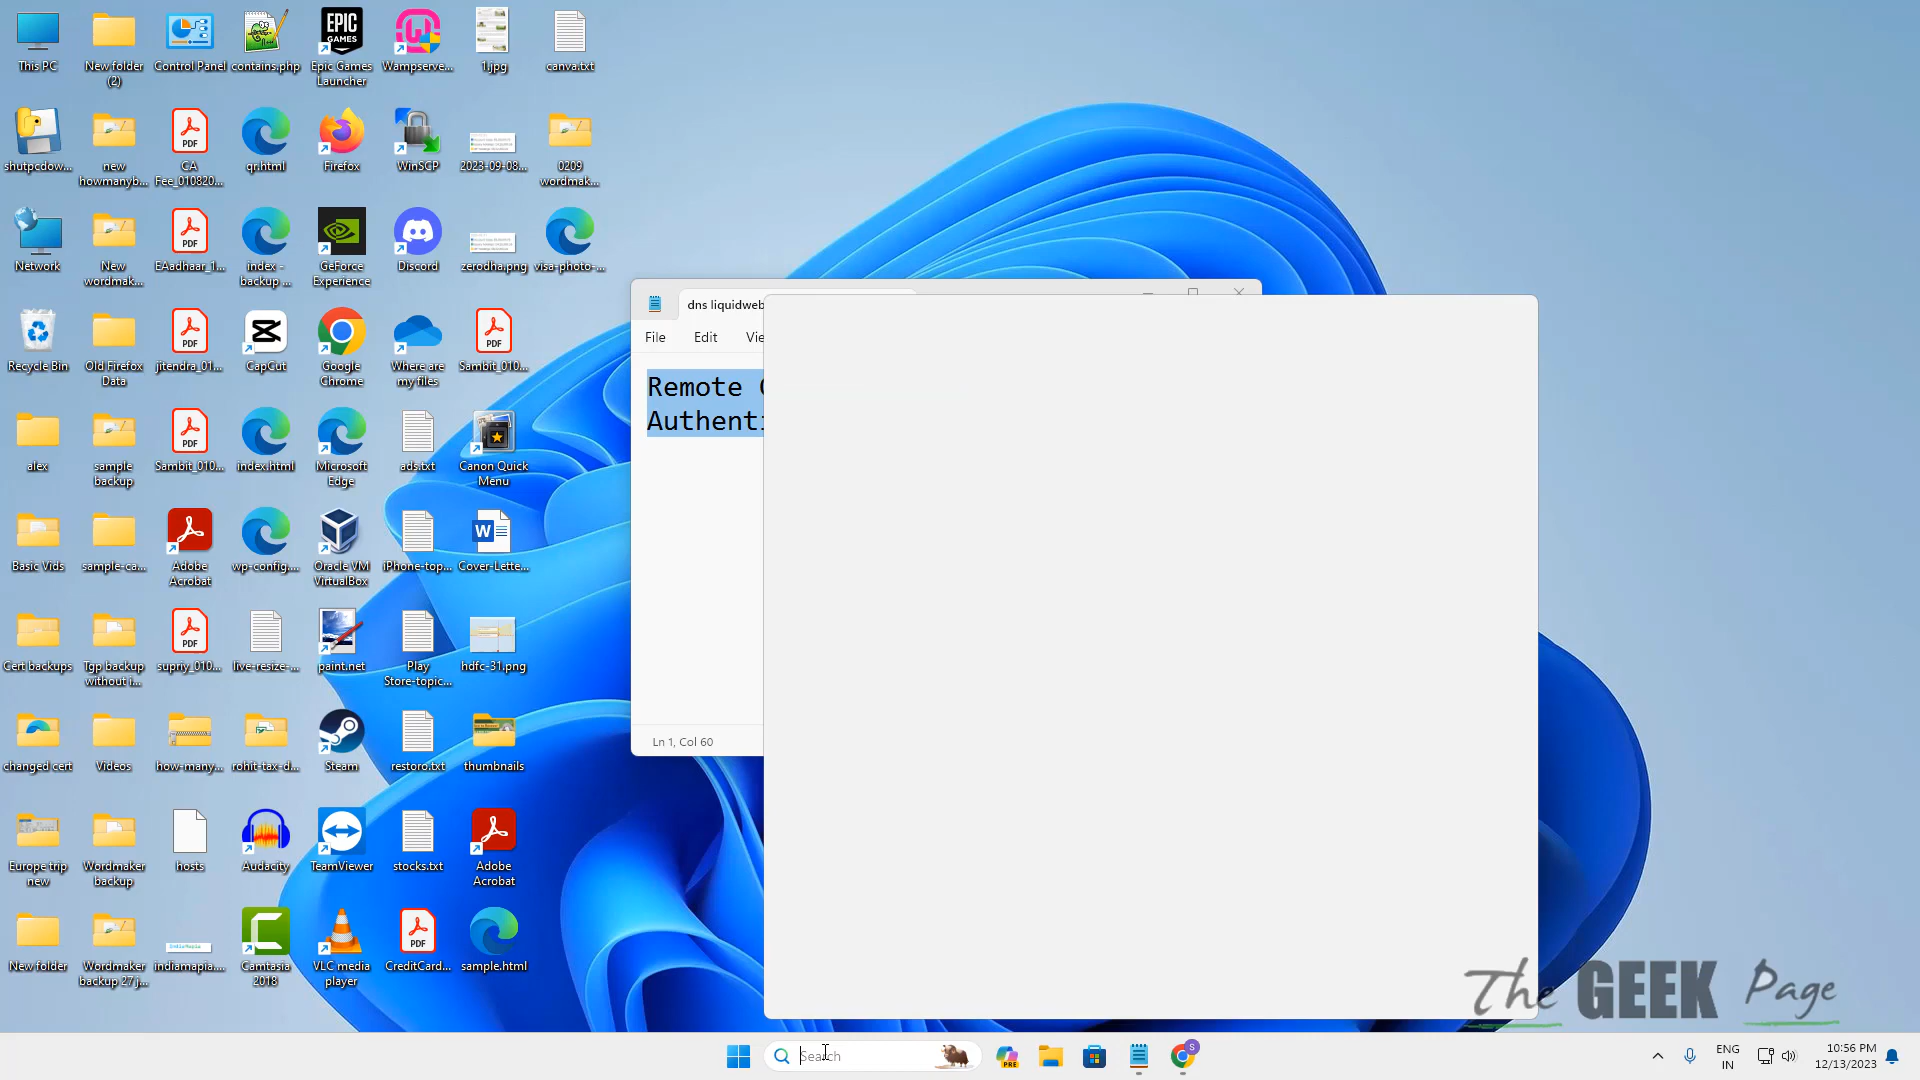 This PC
New folder
(2)
Control Panel
contains.php
EPIC
GAMES
Epic Games
Launcher
Wampserve...
1.jpg
canva.txt
shutpcdow...
new
howmanyb...
PDF
CA
Fee_010820...
qr.html
Firefox
WinSCP
2023-09-08...
0209
wordmak...
Network
New
wordmak...
PDF
EAadhaar_1...
index -
backup ...
GeForce
Experience
Discord
zerodha.png
visa-photo-...
Recycle Bin
Old Firefox
Data
PDF
jitendra_01...
CapCut
Google
Chrome
Where are
my files
PDF
Sambit_010...
alex
sample
backup
PDF
Sambit_010...
index.html
Microsoft
Edge
ads.txt
Canon Quick
Menu
Basic Vids
sample-ca...
Adobe
Acrobat
wp-config....
Oracle VM
VirtualBox
iPhone-top...
W
Cover-Lette...
Cert backups
Tgp backup
without i...
PDF
supriy_010...
live-resize-...
paint.net
Play
Store-topic...
hdfc-31.png
changed cert
Videos
how-many...
rohit-tax-d...
Steam
restoro.txt
thumbnails
Europe trip
new
Wordmaker
backup
hosts
Audacity
TeamViewer
stocks.txt
Adobe
Acrobat
New folder
Wordmaker
backup 27 j...
indiamapia....
Camtasia
2018
VLC media
player
PDF
CreditCard...
sample.html
dns liquidweb
File
Edit
Vie
Remote
Authenti
Ln 1, Col 60
The GEEK Page
Search
PRE
S
ENG
IN
10:56 PM
12/13/2023